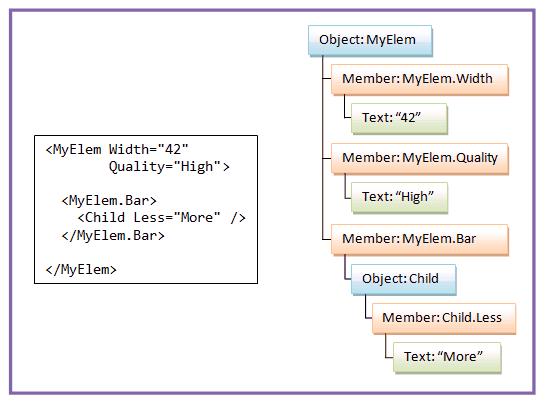 <MyElem Width="42"
Quality="High">
<MyElem.Bar>
<Child Less="More" />
</MyElem.Bar>
</MyElem>
Object: MyElem
Member: MyElem.Width
Text: “42”
Member: MyElem.Quality
Text: “High”
Member: MyElem.Bar
Object: Child
Member: Child.Less
Text: “More”